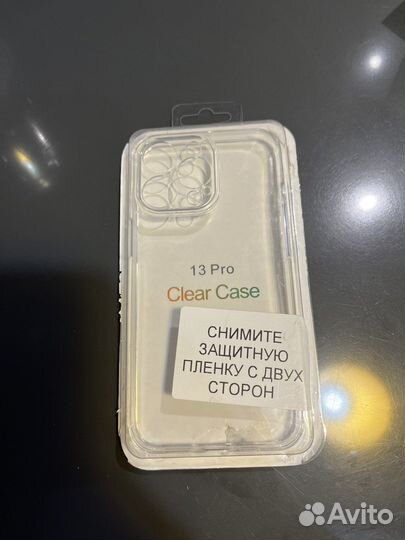 13 Pro
Clear Case
СНИМИТЕ
ЗАЩИТНУЮ
ПЛЕНКУ С ДВУХ
СТОРОН
Avito